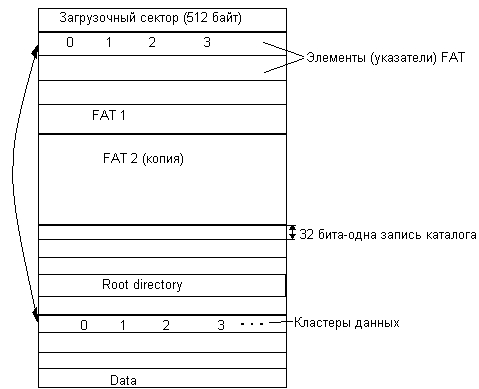 Загрузочный сектор (512 байт)
0 1 2 3
Элементы (указатели) FAT
FAT 1
FAT 2 (копия)
32 бита-одна запись каталога
Root directory
0 1 2 3
Кластеры данных
Data